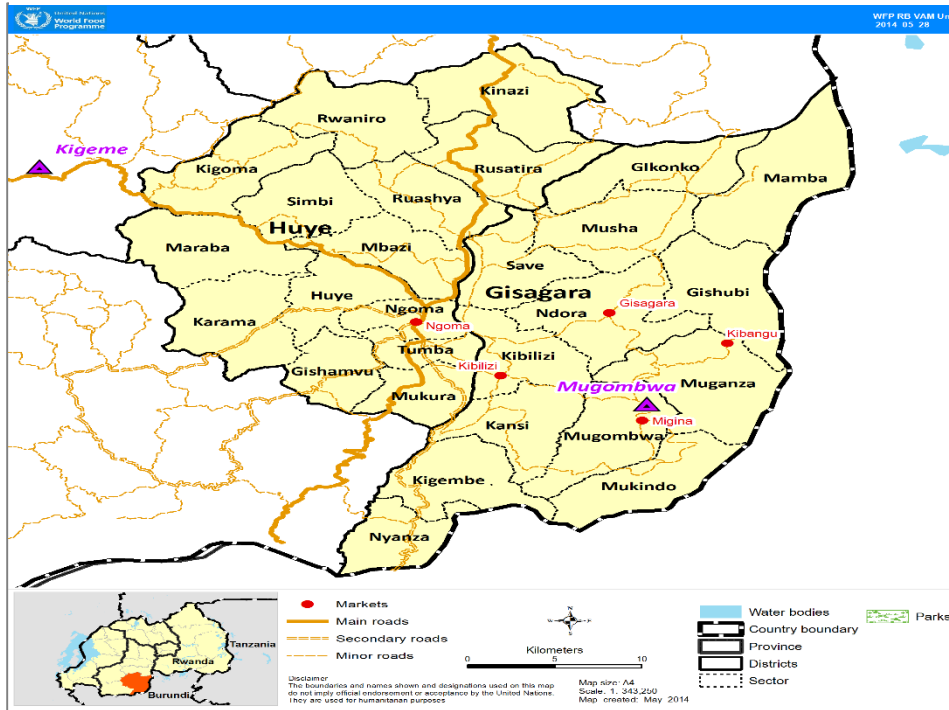 WFP
United Nations
World Food
Programme
WFP RB VAM Un
2014 05 28
Kinazi
Rwaniro
Kigeme
Kigoma
Rusatira
GIkonko
Mamba
Simbi
Ruashya
Huye
Musha
Maraba
Mbazi
Save
Huye
Gisagara
Gishubi
Ngoma
Ndora
Gisagara
Karama
Ngoma
Kibangu
Tumba
Kibilizi
Gishamvu
Kibilizi
Mugombwa
Muganza
Mukura
Kansi
Migina
Mugombwa
Kigembe
Mukindo
Nyanza
Markets
Main roads
Secondary roads
Minor roads
N
Kilometers
0 5 10
Water bodies
Country boundary
Province
Districts
Sector
Parks
Tanzania
Rwanda
Burundi
Disclaimer
The boundaries and names shown and designations used on this map
do not imply official endorsement or acceptance by the United Nations.
They are used for humanitarian purposes
Map size: A4
Scale: 1: 343,250
Map created: May 2014